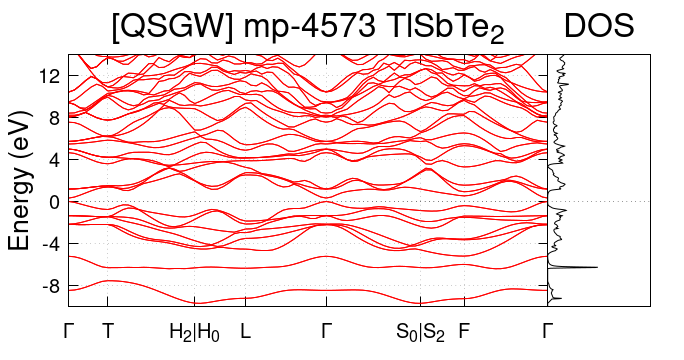 [QSGW] mp-4573 TlSbTe₂ DOS
Energy (eV)
12
8
4
0
-4
-8
Γ T H₂|H₀ L Γ S₀|S₂ F Γ